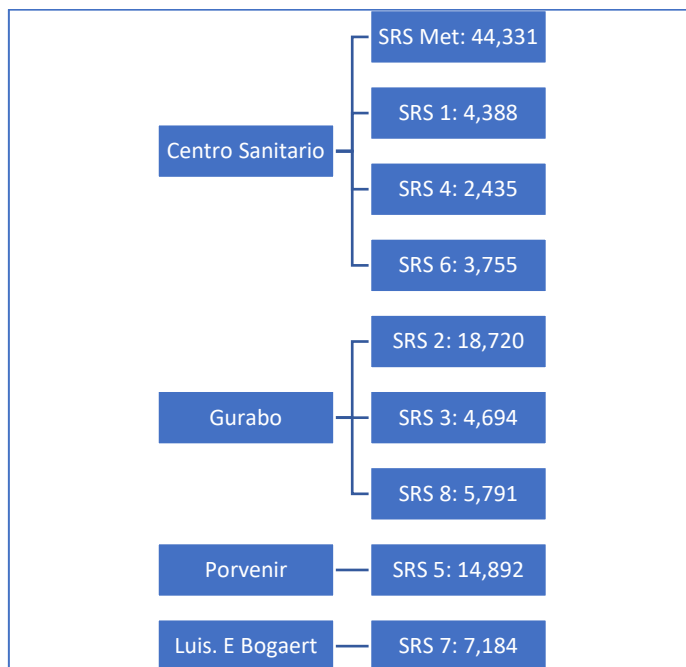 Centro Sanitario
SRS Met: 44,331
SRS 1: 4,388
SRS 4: 2,435
SRS 6: 3,755
Gurabo
SRS 2: 18,720
SRS 3: 4,694
SRS 8: 5,791
Porvenir
SRS 5: 14,892
Luis. E Bogaert
SRS 7: 7,184